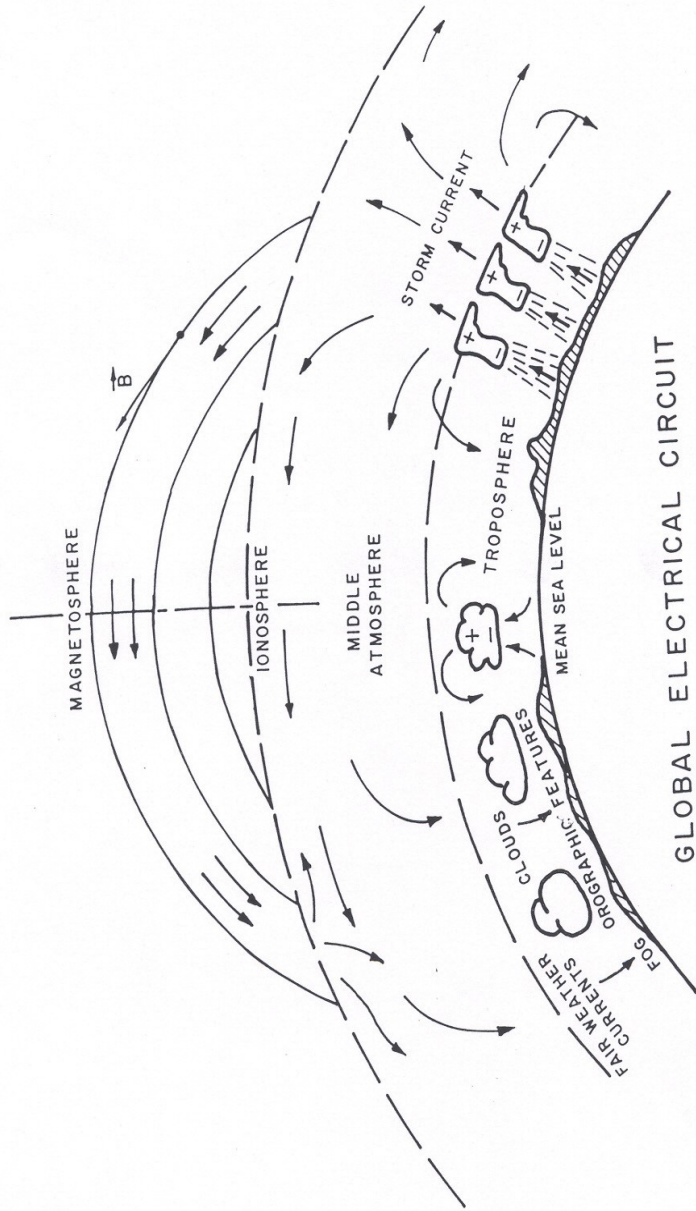 MAGNETOSPHERE
B
IONOSPHERE
MIDDLE
ATMOSPHERE
STORM CURRENT
TROPOSPHERE
+
−
+
−
+
−
+
−
CLOUDS
FAIR WEATHER
CURRENTS
FOG
OROGRAPHIC FEATURES
MEAN SEA LEVEL
GLOBAL ELECTRICAL CIRCUIT